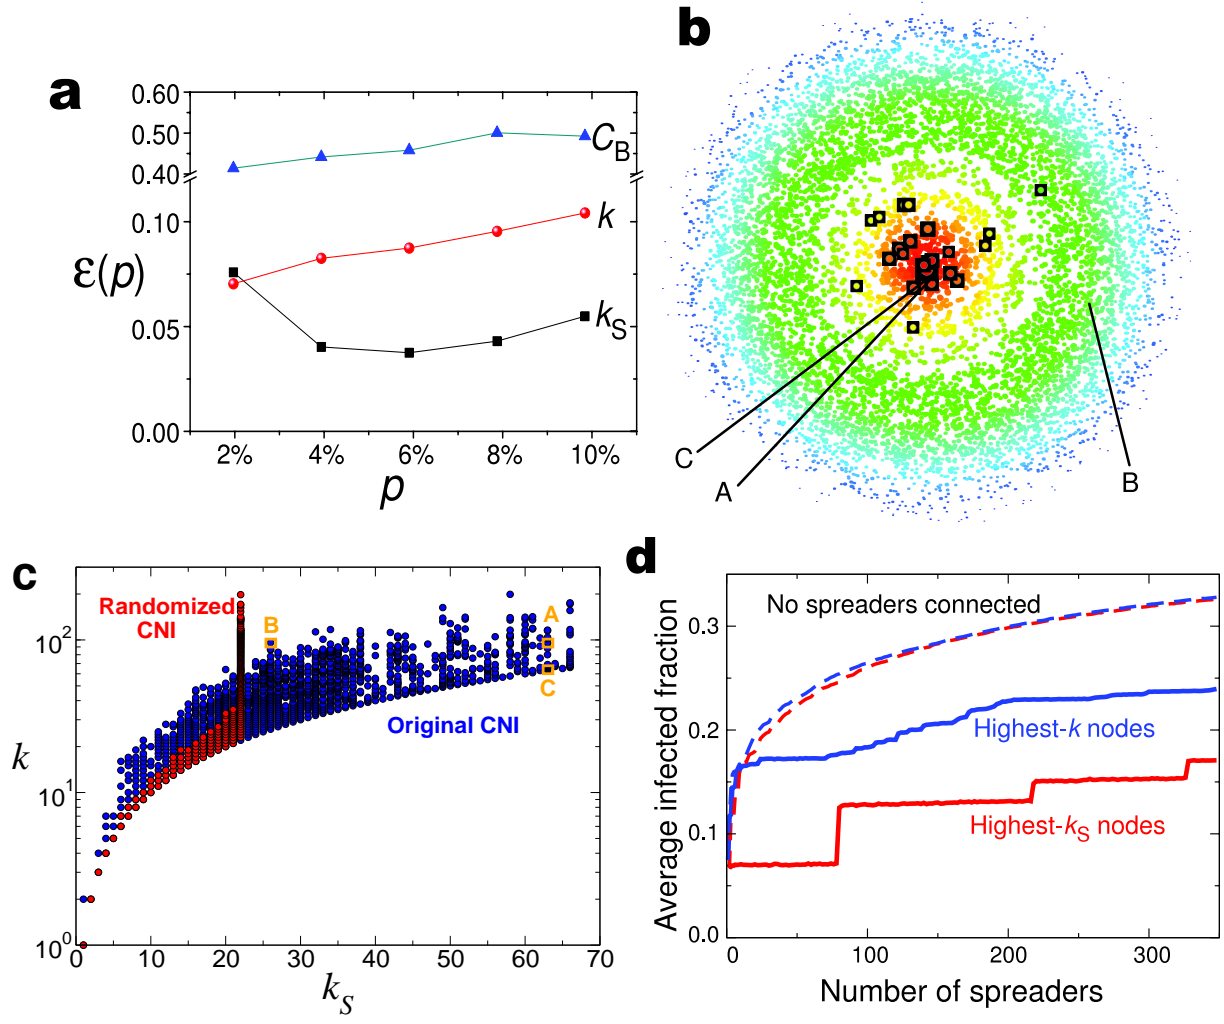 a
0.60
0.50
0.40
0.10
0.05
0.00
ε(p)
C_B
k
k_S
2% 4% 6% 8% 10%
p
b
C
A
B
c
Randomized
CNI
B
A
C
Original CNI
k
10^2
10^1
10^0
0 10 20 30 40 50 60 70
k_S
d
No spreaders connected
Highest-k nodes
Highest-k_S nodes
Average infected fraction
0.3
0.2
0.1
0.0
0 100 200 300
Number of spreaders